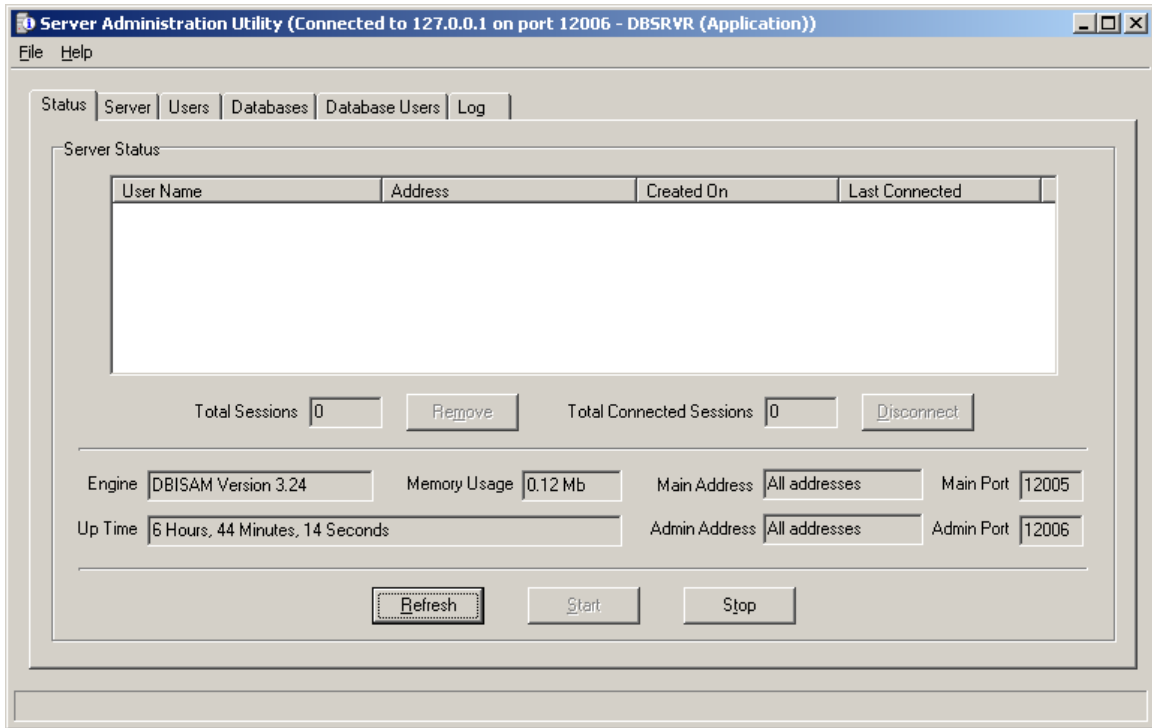 Server Administration Utility (Connected to 127.0.0.1 on port 12006 - DBSRVR (Application))
File Help
Status Server Users Databases Database Users Log
Server Status
User Name Address Created On Last Connected
Total Sessions 0 Remove Total Connected Sessions 0 Disconnect
Engine DBISAM Version 3.24 Memory Usage 0.12 Mb Main Address All addresses Main Port 12005
Up Time 6 Hours, 44 Minutes, 14 Seconds Admin Address All addresses Admin Port 12006
Refresh Start Stop